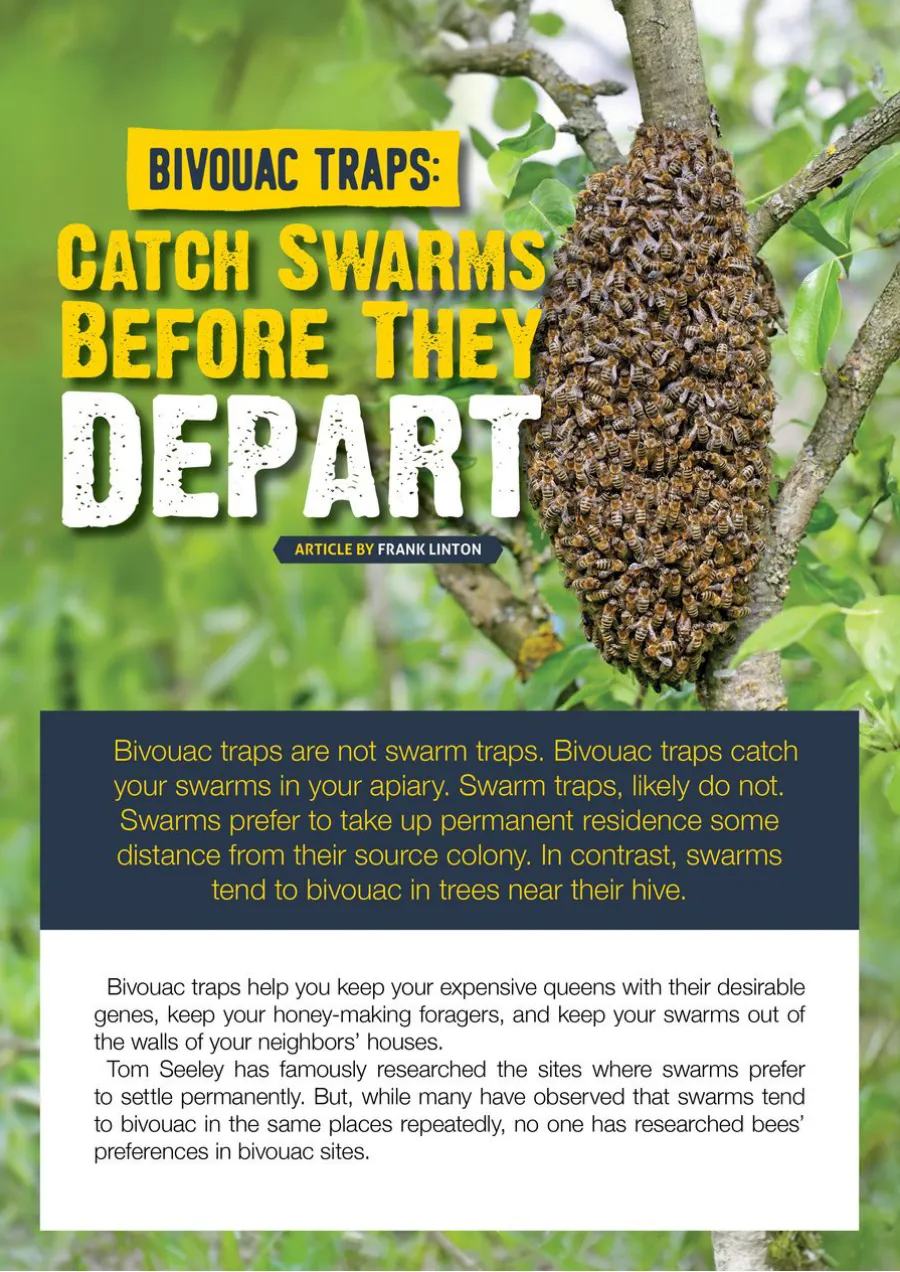 BIVOUAC TRAPS:
CATCH SWARMS
BEFORE THEY
DEPART
ARTICLE BY FRANK LINTON
Bivouac traps are not swarm traps. Bivouac traps catch
your swarms in your apiary. Swarm traps, likely do not.
Swarms prefer to take up permanent residence some
distance from their source colony. In contrast, swarms
tend to bivouac in trees near their hive.
Bivouac traps help you keep your expensive queens with their desirable
genes, keep your honey-making foragers, and keep your swarms out of
the walls of your neighbors’ houses.
Tom Seeley has famously researched the sites where swarms prefer
to settle permanently. But, while many have observed that swarms tend
to bivouac in the same places repeatedly, no one has researched bees’
preferences in bivouac sites.